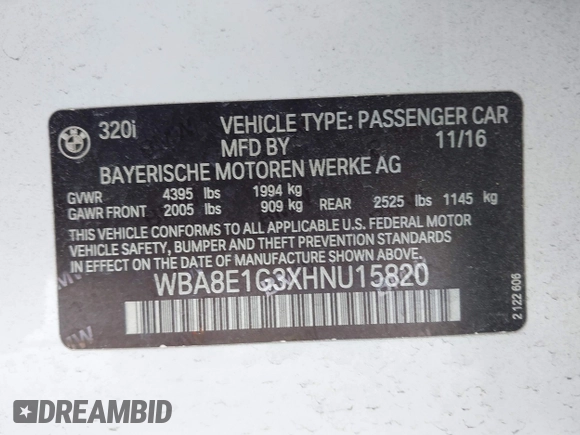 BMW
320i VEHICLE TYPE: PASSENGER CAR
MFD BY 11/16
BAYERISCHE MOTOREN WERKE AG
GVWR 4395 lbs 1994 kg
GAWR FRONT 2005 lbs 909 kg REAR 2525 lbs 1145 kg
THIS VEHICLE CONFORMS TO ALL APPLICABLE U.S. FEDERAL MOTOR
VEHICLE SAFETY, BUMPER AND THEFT PREVENTION STANDARDS
IN EFFECT ON THE DATE OF MANUFACTURE SHOWN ABOVE.
WBA8E1G3XHNU15820
2 122 606
DREAMBID